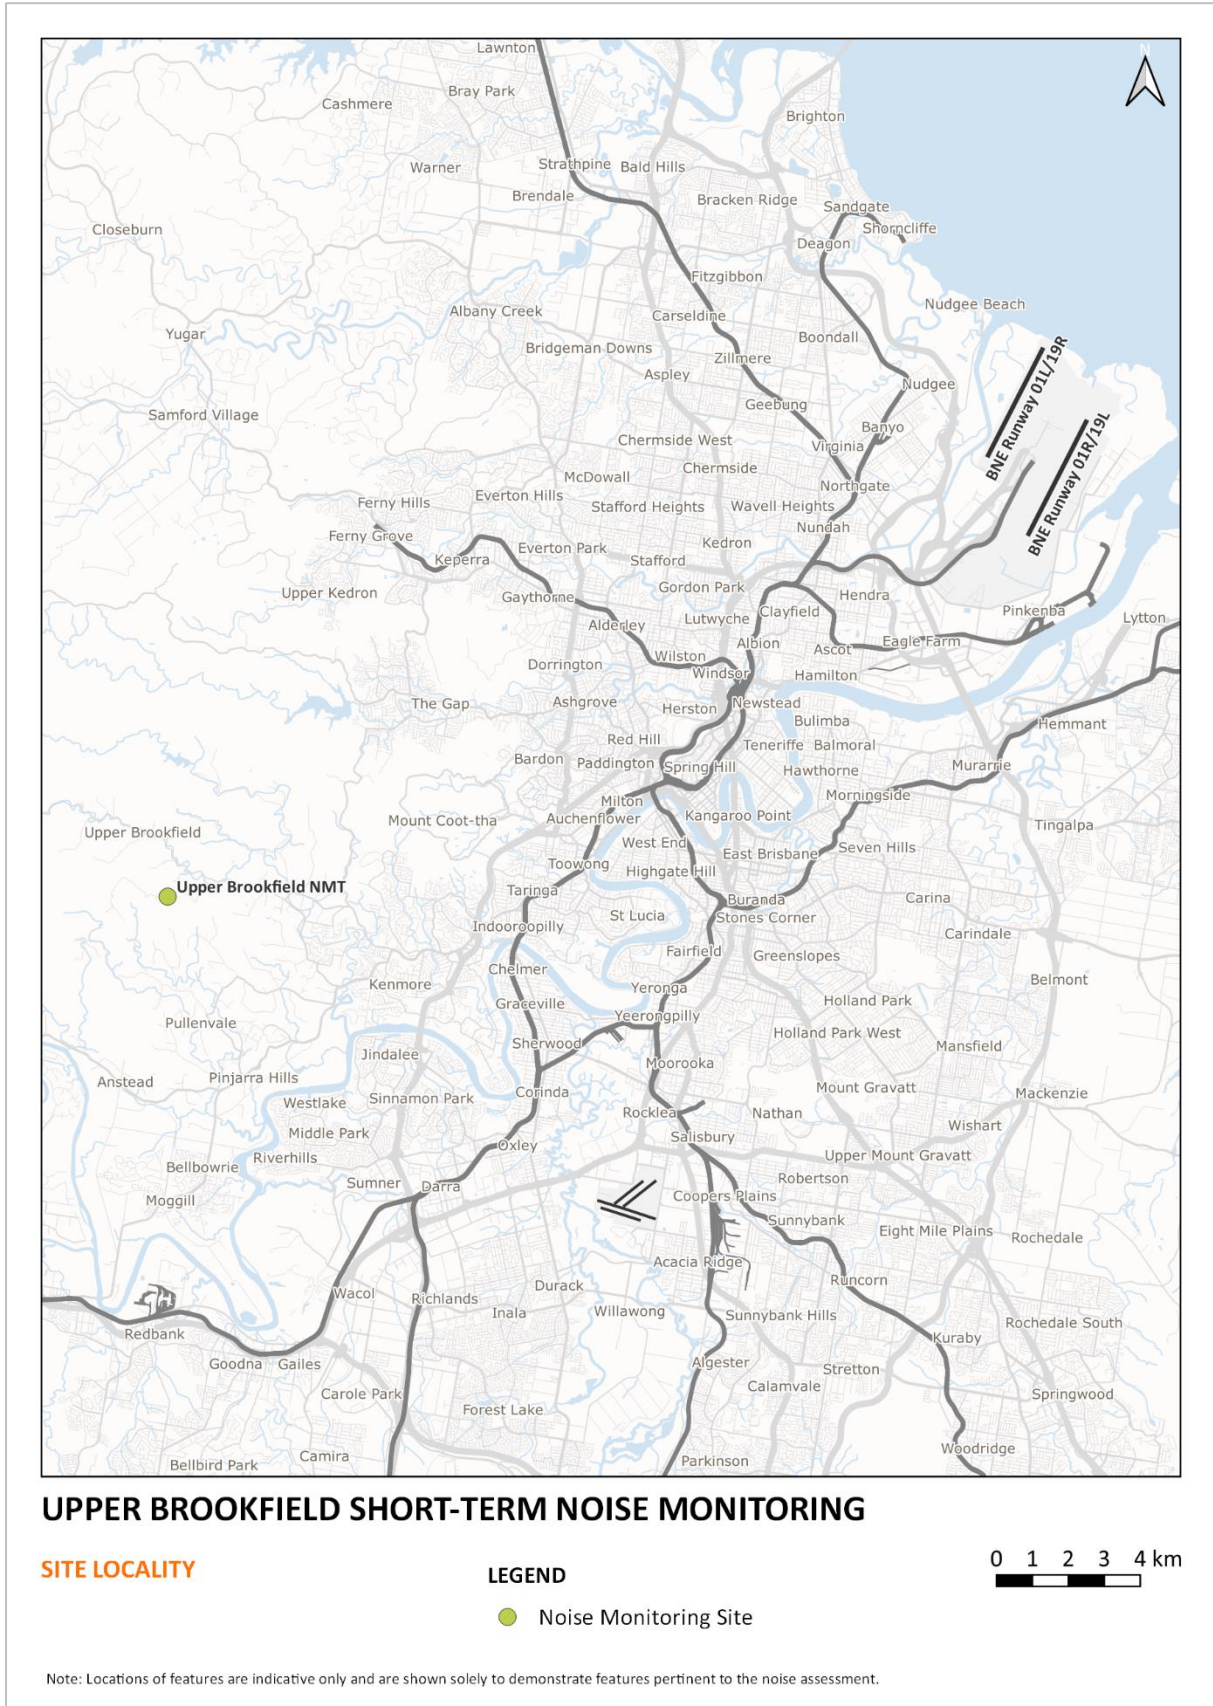 N
Lawnton
Bray Park
Cashmere
Brighton
Warner
Strathpine
Bald Hills
Brendale
Bracken Ridge
Sandgate
Closeburn
Shorncliffe
Deagon
Fitzgibbon
Nudgee Beach
Albany Creek
Carseldine
Yugar
Boondall
Bridgeman Downs
Zillmere
BNE Runway 01L/19R
Aspley
Nudgee
Geebung
Samford Village
BNE Runway 01R/19L
Banyo
Chermside West
Virginia
Chermside
McDowall
Northgate
Everton Hills
Ferny Hills
Stafford Heights
Wavell Heights
Nundah
Ferny Grove
Kedron
Everton Park
Keperra
Stafford
Gordon Park
Upper Kedron
Hendra
Gaythorne
Clayfield
Pinkenba
Lutwyche
Lytton
Alderley
Albion
Eagle Farm
Ascot
Wilston
Dorrington
Windsor
Hamilton
The Gap
Ashgrove
Newstead
Herston
Bulimba
Hemmant
Red Hill
Teneriffe
Balmoral
Bardon
Paddington
Spring Hill
Hawthorne
Murarrie
Milton
Morningside
Mount Coot-tha
Auchenflower
Kangaroo Point
Tingalpa
Upper Brookfield
West End
Seven Hills
East Brisbane
Toowong
Highgate Hill
Upper Brookfield NMT
Taringa
Buranda
Carina
St Lucia
Stones Corner
Indooroopilly
Carindale
Fairfield
Greenslopes
Chelmer
Belmont
Kenmore
Yeronga
Graceville
Holland Park
Yeerongpilly
Pullenvale
Holland Park West
Sherwood
Mansfield
Jindalee
Moorooka
Anstead
Pinjarra Hills
Mount Gravatt
Corinda
Mackenzie
Sinnamon Park
Westlake
Rocklea
Nathan
Wishart
Middle Park
Salisbury
Oxley
Riverhills
Upper Mount Gravatt
Bellbowrie
Robertson
Sumner
Darra
Coopers Plains
Moggill
Sunnybank
Eight Mile Plains
Rochedale
Acacia Ridge
Runcorn
Durack
Wacol
Richlands
Inala
Willawong
Sunnybank Hills
Rochedale South
Redbank
Kuraby
Goodna
Gailes
Algester
Stretton
Calamvale
Carole Park
Springwood
Forest Lake
Woodridge
Camira
Parkinson
Bellbird Park
UPPER BROOKFIELD SHORT-TERM NOISE MONITORING
SITE LOCALITY
LEGEND
Noise Monitoring Site
0 1 2 3 4 km
Note: Locations of features are indicative only and are shown solely to demonstrate features pertinent to the noise assessment.